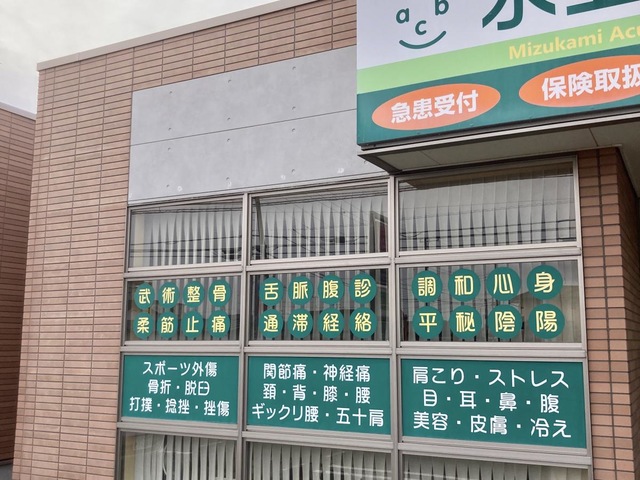 acb
Mizukami Acu
急患受付
保険取扱
武術整骨
柔筋止痛
舌脈腹診
通滞経絡
調和心身
平秘陰陽
スポーツ外傷
骨折・脱臼
打撲・捻挫・挫傷
関節痛・神経痛
頚・背・膝・腰
ギックリ腰・五十肩
肩こり・ストレス
目・耳・鼻・腹
美容・皮膚・冷え